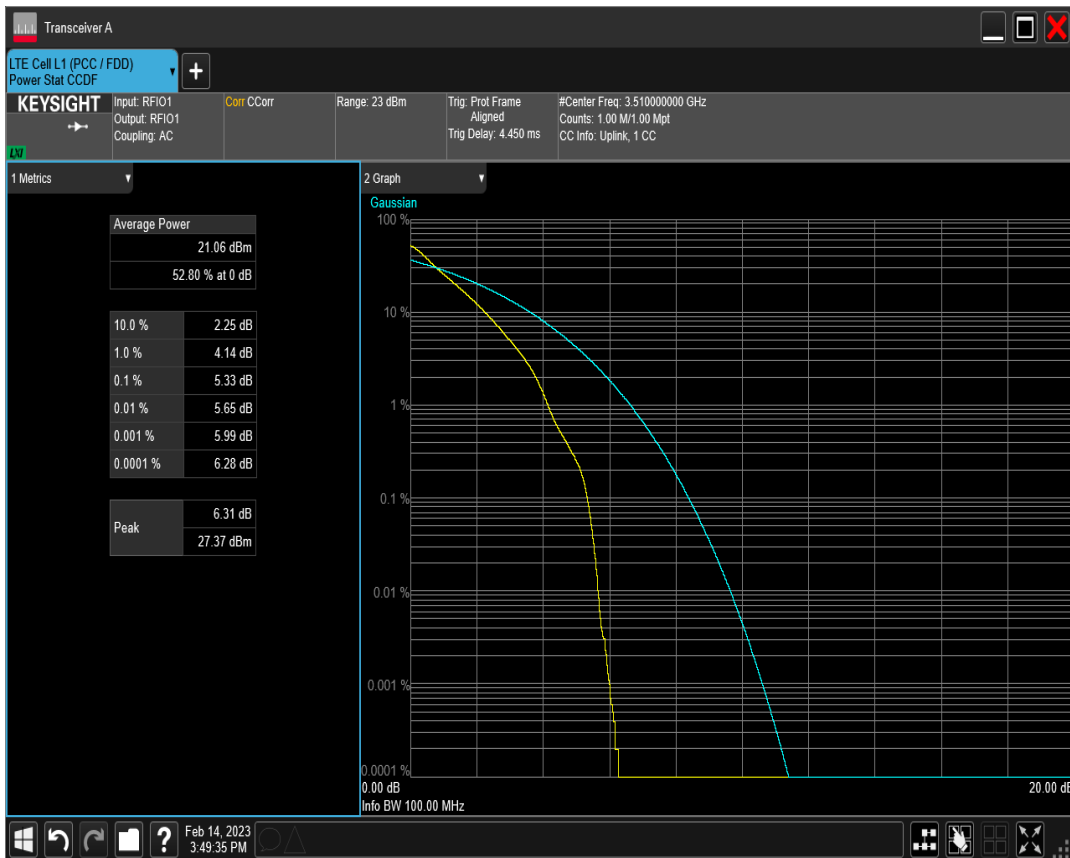 Transceiver A
LTE Cell L1 (PCC / FDD)
Power Stat CCDF
+
KEYSIGHT
LXI
Input: RFIO1
Output: RFIO1
Coupling: AC
Corr CCorr
Range: 23 dBm
Trig: Prot Frame
Aligned
Trig Delay: 4.450 ms
#Center Freq: 3.510000000 GHz
Counts: 1.00 M/1.00 Mpt
CC Info: Uplink, 1 CC
1 Metrics
Average Power
21.06 dBm
52.80 % at 0 dB
10.0 % 2.25 dB
1.0 % 4.14 dB
0.1 % 5.33 dB
0.01 % 5.65 dB
0.001 % 5.99 dB
0.0001 % 6.28 dB
Peak
6.31 dB
27.37 dBm
2 Graph
Gaussian
100 %
10 %
1 %
0.1 %
0.01 %
0.001 %
0.0001 %
0.00 dB 20.00 dB
Info BW 100.00 MHz
?
Feb 14, 2023
3:49:35 PM